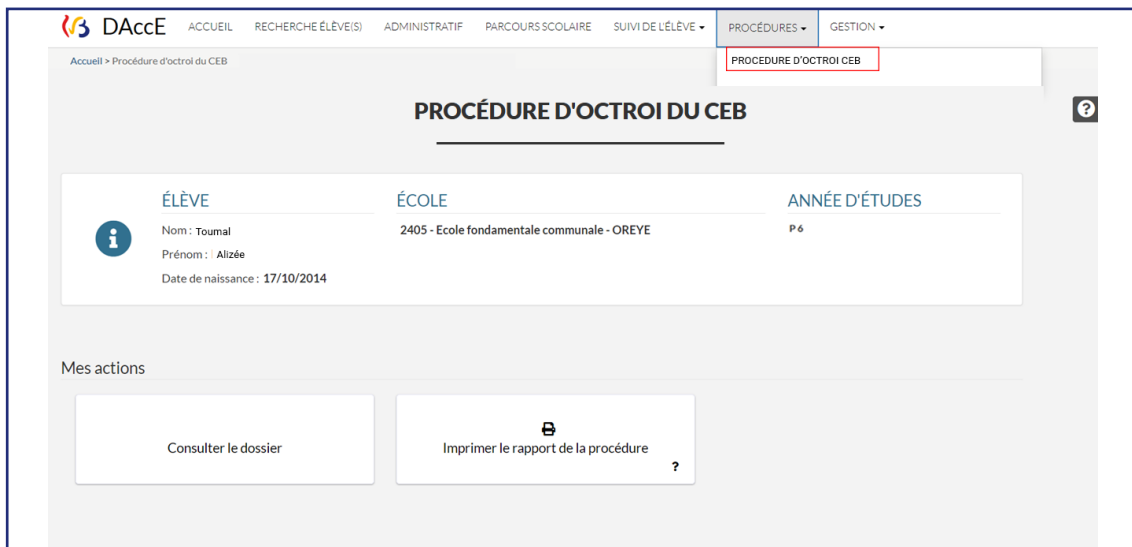 DAccE ACCUEIL RECHERCHE ÉLÈVE(S) ADMINISTRATIF PARCOURS SCOLAIRE SUIVI DE L'ÉLÈVE PROCÉDURES GESTION
Accueil > Procédure d'octroi du CEB
PROCEDURE D'OCTROI CEB
PROCÉDURE D'OCTROI DU CEB
?
ÉLÈVE ÉCOLE ANNÉE D'ÉTUDES
Nom : Toumal 2405 - Ecole fondamentale communale - OREYE P6
Prénom : Alizée
Date de naissance : 17/10/2014
Mes actions
Consulter le dossier
Imprimer le rapport de la procédure
?